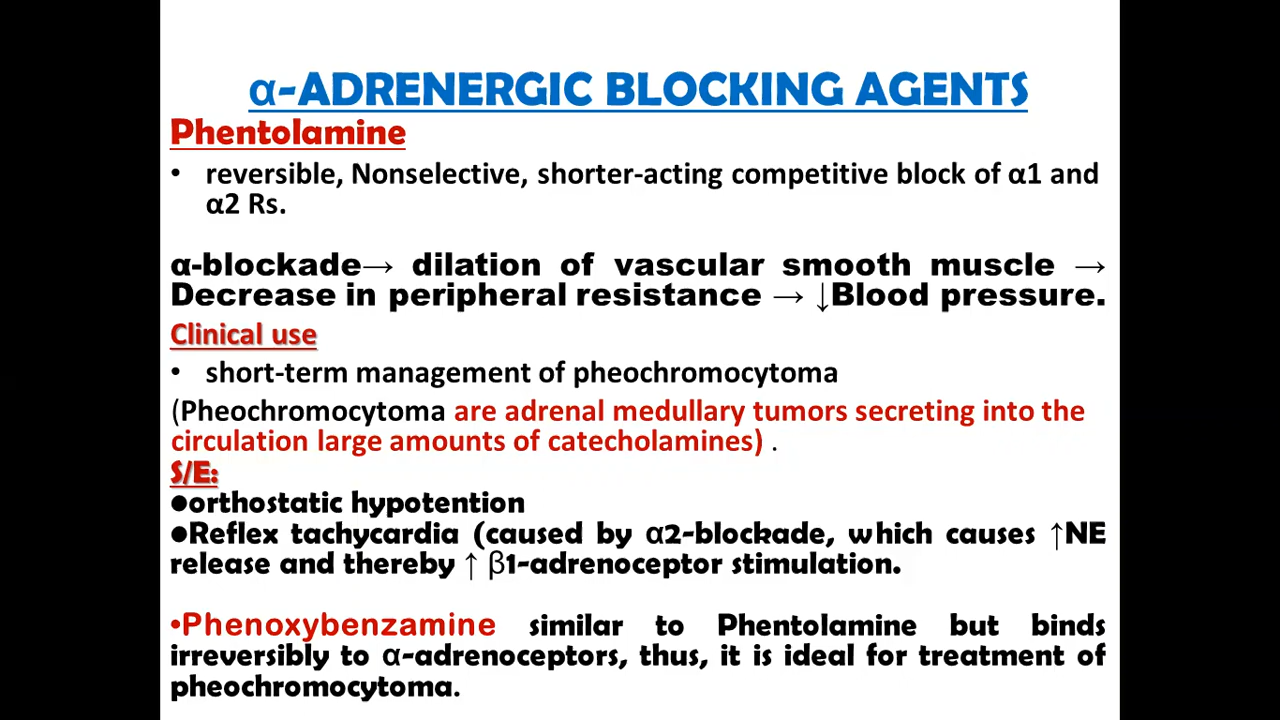 α-ADRENERGIC BLOCKING AGENTS
Phentolamine
• reversible, Nonselective, shorter-acting competitive block of α1 and
α2 Rs.
α-blockade→ dilation of vascular smooth muscle →
Decrease in peripheral resistance → ↓Blood pressure.
Clinical use
• short-term management of pheochromocytoma
(Pheochromocytoma are adrenal medullary tumors secreting into the
circulation large amounts of catecholamines) .
S/E:
●orthostatic hypotention
●Reflex tachycardia (caused by α2-blockade, which causes ↑NE
release and thereby ↑ β1-adrenoceptor stimulation.
•Phenoxybenzamine similar to Phentolamine but binds
irreversibly to α-adrenoceptors, thus, it is ideal for treatment of
pheochromocytoma.